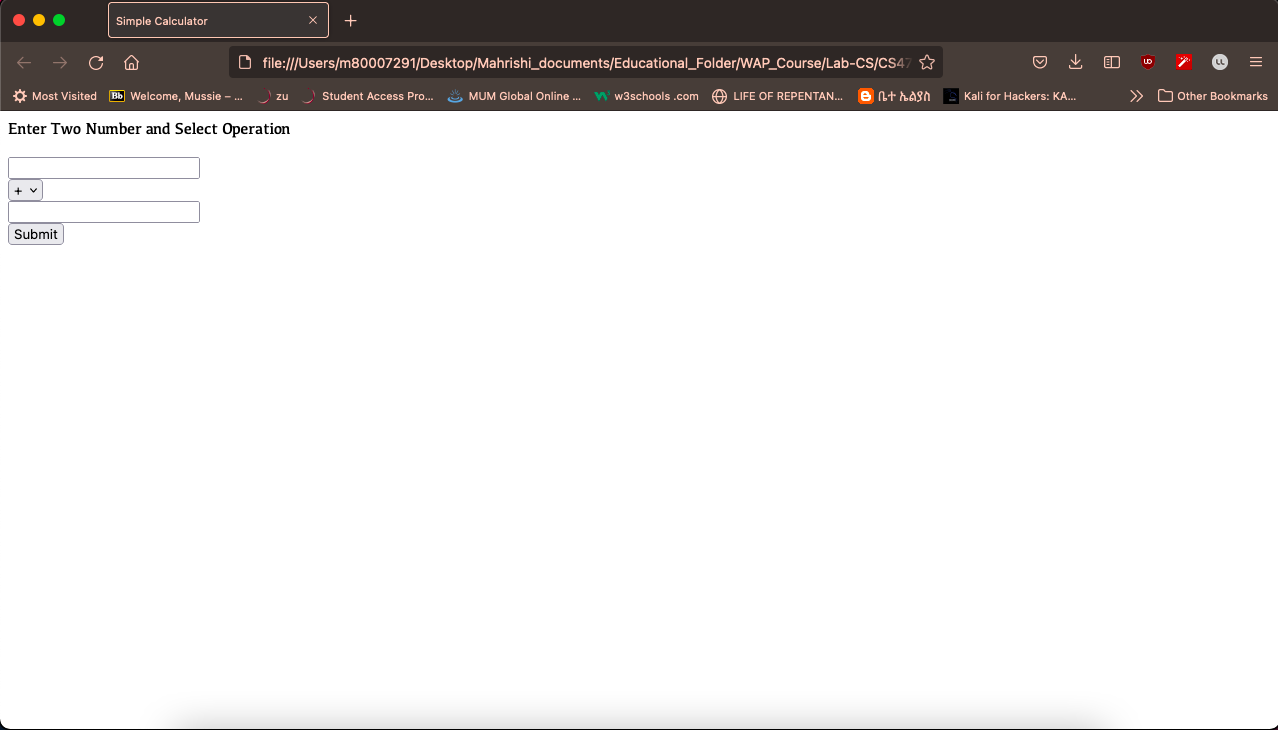 Simple Calculator
file:///Users/m80007291/Desktop/Mahrishi_documents/Educational_Folder/WAP_Course/Lab-CS/CS47
Most Visited Bb Welcome, Mussie – ... zu Student Access Pro... MUM Global Online ... w3schools .com LIFE OF REPENTAN... ቤተ ኤልያስ Kali for Hackers: KA... Other Bookmarks
Enter Two Number and Select Operation
+
Submit